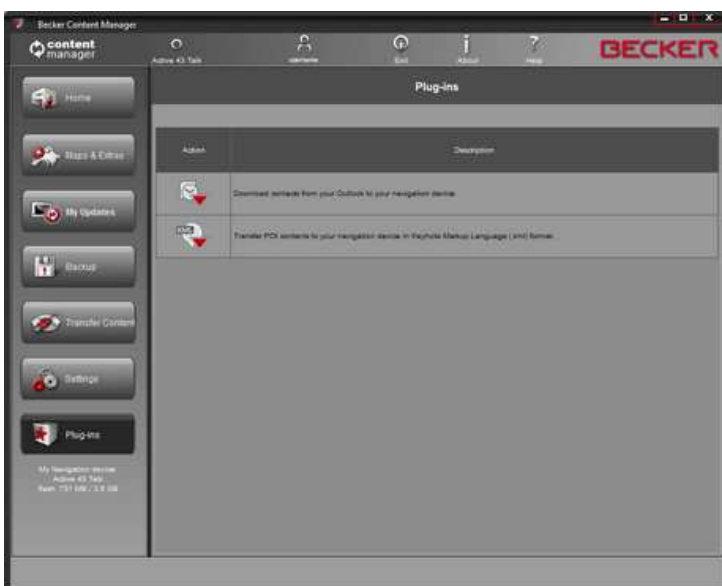 Becker Content Manager
content
manager
Active 43 Talk
username
Exit
About
Help
BECKER
Home
Plug-ins
Maps & Extras
Action
Description
My Updates
Download contacts from your Outlook to your navigation device.
Transfer POI contacts to your navigation device in Keyhole Markup Language (.kml) format.
Backup
Transfer Content
Settings
Plug-ins
My Navigation device:
Active 43 Talk